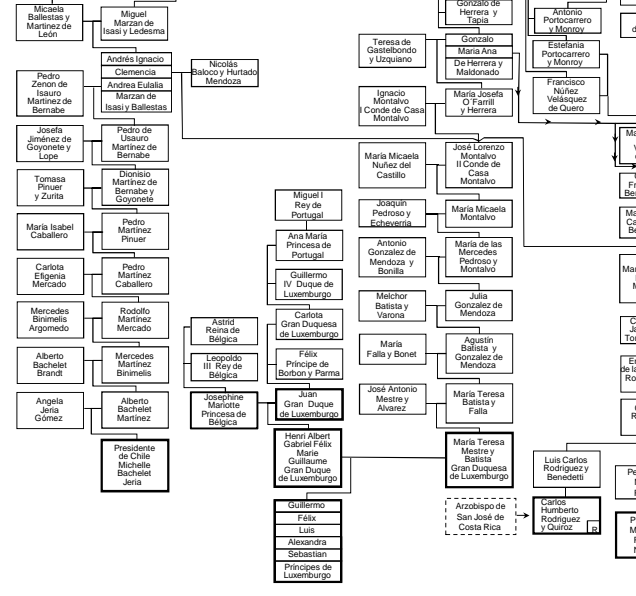 Micaela
Ballestas y
Martinez de
León
Miguel
Marzan de
Isasi y Ledesma
Andrés Ignacio
Clemencia
Andrea Eulalia
Marzan de
Isasi y Ballestas
Nicolás
Baloco y Hurtado
Mendoza
Pedro
Zenon de
Isauro
Martinez de
Bernabe
Josefa
Jiménez de
Goyonete y
Lope
Pedro de
Usauro
Martínez de
Bernabe
Tomasa
Pinuer
y Zurita
Dionisio
Martínez de
Bernabe y
Goyoneté
María Isabel
Caballero
Pedro
Martínez
Pinuer
Carlota
Efigenia
Mercado
Pedro
Martínez
Caballero
Mercedes
Binimelis
Argomedo
Rodolfo
Martínez
Mercado
Alberto
Bachelet
Brandt
Mercedes
Martínez
Binimelis
Angela
Jeria
Gómez
Alberto
Bachelet
Martínez
Presidente
de Chile
Michelle
Bachelet
Jeria
Miguel I
Rey de
Portugal
Ana María
Princesa de
Portugal
Guillermo
IV Duque de
Luxemburgo
Carlota
Gran Duquesa
de Luxemburgo
Astrid
Reina de
Bélgica
Leopoldo
III Rey de
Bélgica
Félix
Príncipe de
Borbon y Parma
Josephine
Mariotte
Princesa de
Bélgica
Juan
Gran Duque
de Luxemburgo
Henri Albert
Gabriel Félix
Marie
Guillaume
Gran Duque
de Luxemburgo
Guillermo
Félix
Luis
Alexandra
Sebastian
Príncipes de
Luxemburgo
Gonzalo de
Herrera y
Tapia
Teresa de
Gastelbondo
y Uzquiano
Gonzalo
Maria Ana
De Herrera y
Maldonado
Ignacio
Montalvo
I Conde de Casa
Montalvo
María Josefa
O´Farrill
y Herrera
María Micaela
Nuñez del
Castillo
José Lorenzo
Montalvo
II Conde de
Casa
Montalvo
Joaquín
Pedroso y
Echeverria
María Micaela
Montalvo
Antonio
Gonzalez de
Mendoza y
Bonilla
María de las
Mercedes
Pedroso y
Montalvo
Melchor
Batista y
Varona
Julia
Gonzalez de
Mendoza
María
Falla y Bonet
Agustín
Batista y
Gonzalez de
Mendoza
José Antonio
Mestre y
Alvarez
María Teresa
Batista y
Falla
María Teresa
Mestre y
Batista
Gran Duquesa
de Luxemburgo
Antonio
Portocarrero
y Monroy
Estefania
Portocarrero
y Monroy
Francisco
Núñez
Velásquez
de Quero
Luis Carlos
Rodriguez y
Benedetti
Arzobispo de
San José de
Costa Rica
Carlos
Humberto
Rodriguez
y Quiroz
R